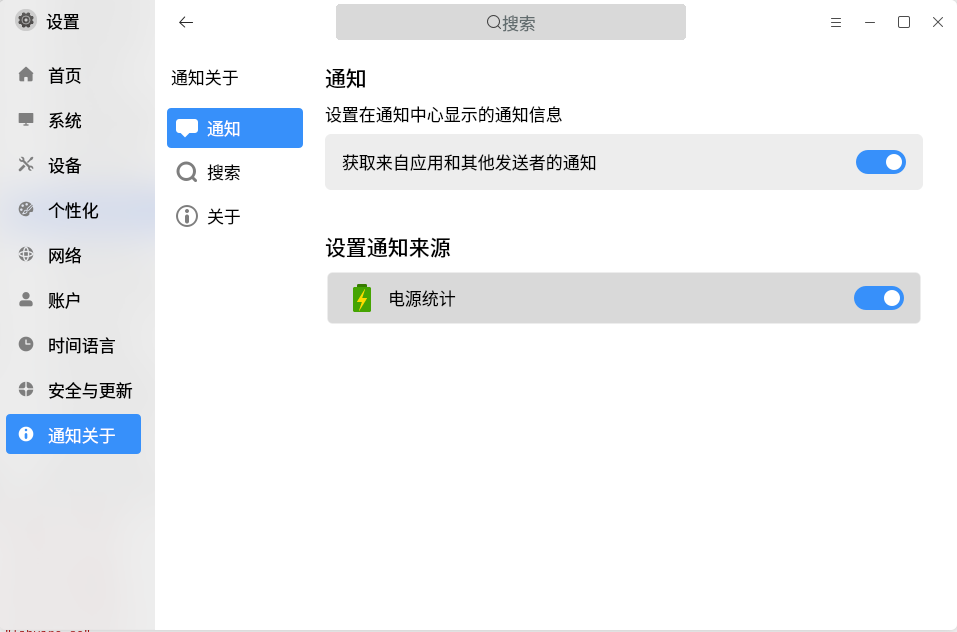 设置
搜索
首页
系统
设备
个性化
网络
账户
时间语言
安全与更新
通知关于
通知关于
通知
搜索
关于
通知
设置在通知中心显示的通知信息
获取来自应用和其他发送者的通知
设置通知来源
电源统计